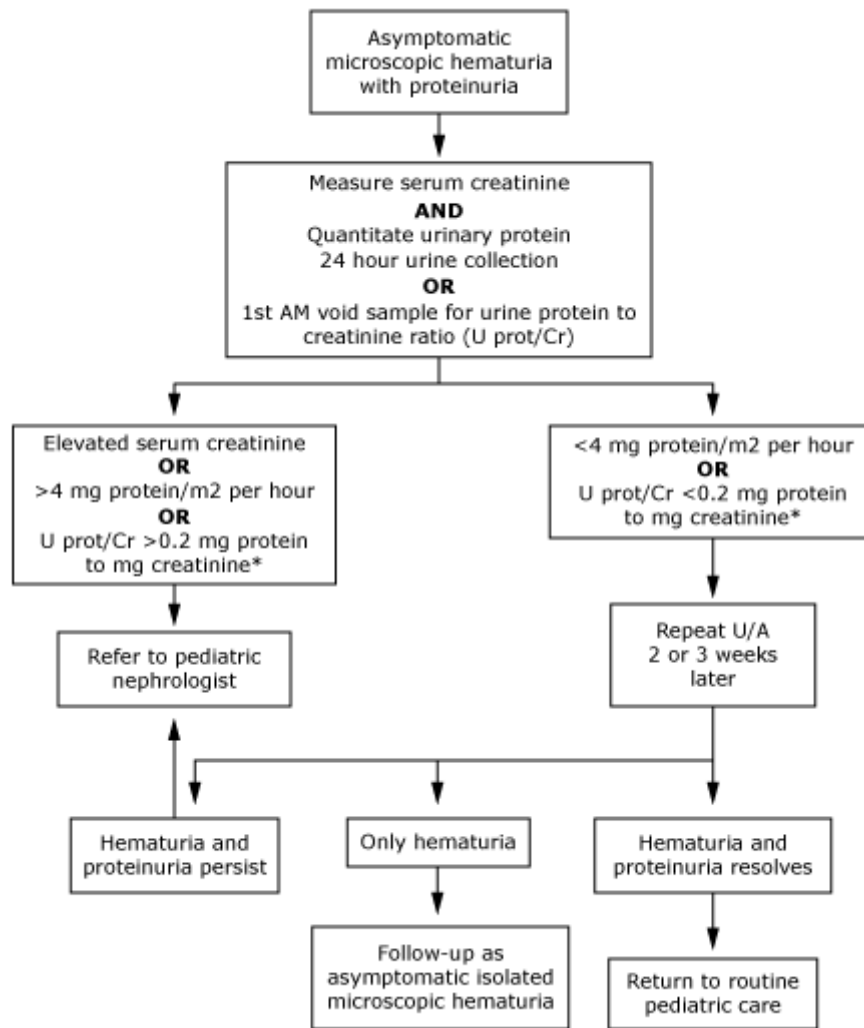 Asymptomatic
microscopic hematuria
with proteinuria
Measure serum creatinine
AND
Quantitate urinary protein
24 hour urine collection
OR
1st AM void sample for urine protein to
creatinine ratio (U prot/Cr)
Elevated serum creatinine
OR
>4 mg protein/m2 per hour
OR
U prot/Cr >0.2 mg protein
to mg creatinine*
<4 mg protein/m2 per hour
OR
U prot/Cr <0.2 mg protein
to mg creatinine*
Refer to pediatric
nephrologist
Repeat U/A
2 or 3 weeks
later
Hematuria and
proteinuria persist
Only hematuria
Hematuria and
proteinuria resolves
Follow-up as
asymptomatic isolated
microscopic hematuria
Return to routine
pediatric care